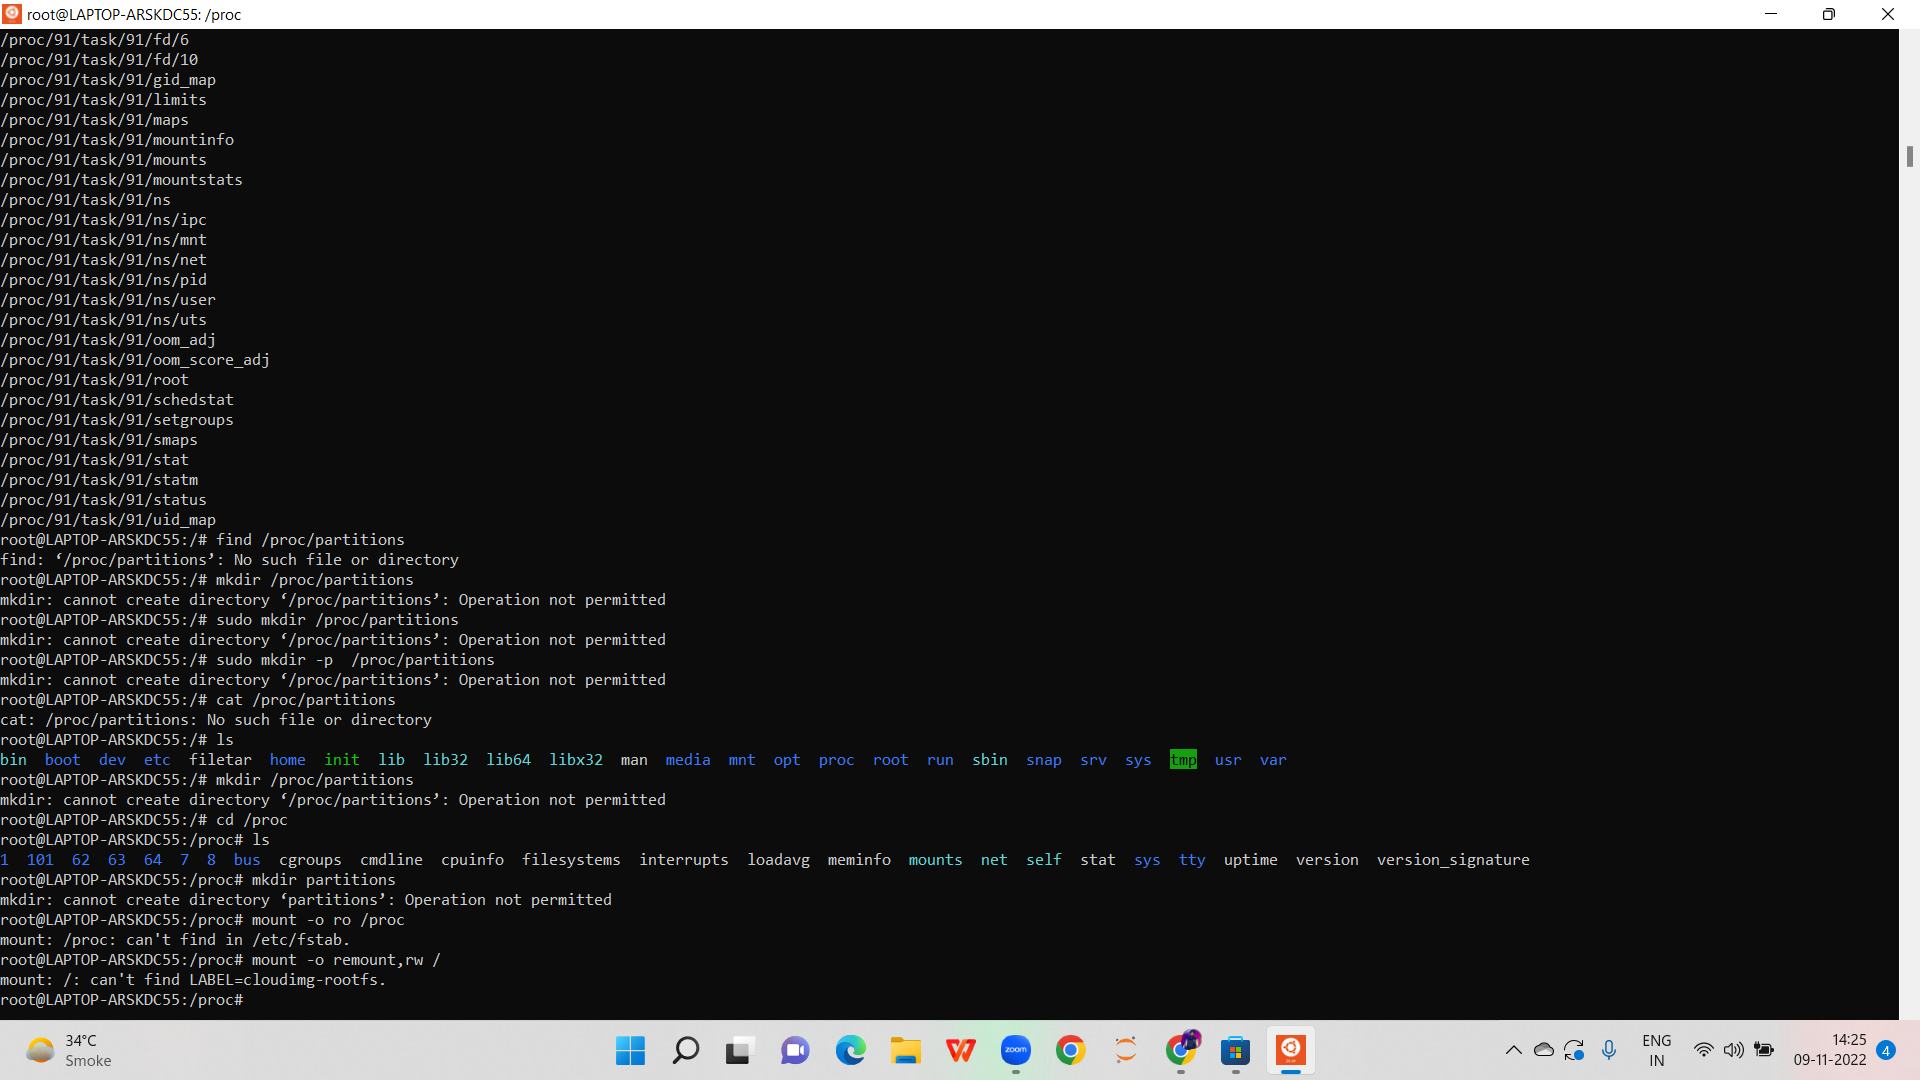 root@LAPTOP-ARSKDC55: /proc
/proc/91/task/91/fd/6
/proc/91/task/91/fd/10
/proc/91/task/91/gid_map
/proc/91/task/91/limits
/proc/91/task/91/maps
/proc/91/task/91/mountinfo
/proc/91/task/91/mounts
/proc/91/task/91/mountstats
/proc/91/task/91/ns
/proc/91/task/91/ns/ipc
/proc/91/task/91/ns/mnt
/proc/91/task/91/ns/net
/proc/91/task/91/ns/pid
/proc/91/task/91/ns/user
/proc/91/task/91/ns/uts
/proc/91/task/91/oom_adj
/proc/91/task/91/oom_score_adj
/proc/91/task/91/root
/proc/91/task/91/schedstat
/proc/91/task/91/setgroups
/proc/91/task/91/smaps
/proc/91/task/91/stat
/proc/91/task/91/statm
/proc/91/task/91/status
/proc/91/task/91/uid_map
root@LAPTOP-ARSKDC55:/# find /proc/partitions
find: ‘/proc/partitions’: No such file or directory
root@LAPTOP-ARSKDC55:/# mkdir /proc/partitions
mkdir: cannot create directory ‘/proc/partitions’: Operation not permitted
root@LAPTOP-ARSKDC55:/# sudo mkdir /proc/partitions
mkdir: cannot create directory ‘/proc/partitions’: Operation not permitted
root@LAPTOP-ARSKDC55:/# sudo mkdir -p  /proc/partitions
mkdir: cannot create directory ‘/proc/partitions’: Operation not permitted
root@LAPTOP-ARSKDC55:/# cat /proc/partitions
cat: /proc/partitions: No such file or directory
root@LAPTOP-ARSKDC55:/# ls
bin  boot  dev  etc  filetar  home  init  lib  lib32  lib64  libx32  man  media  mnt  opt  proc  root  run  sbin  snap  srv  sys  tmp  usr  var
root@LAPTOP-ARSKDC55:/# mkdir /proc/partitions
mkdir: cannot create directory ‘/proc/partitions’: Operation not permitted
root@LAPTOP-ARSKDC55:/# cd /proc
root@LAPTOP-ARSKDC55:/proc# ls
1  101  62  63  64  7  8  bus  cgroups  cmdline  cpuinfo  filesystems  interrupts  loadavg  meminfo  mounts  net  self  stat  sys  tty  uptime  version  version_signature
root@LAPTOP-ARSKDC55:/proc# mkdir partitions
mkdir: cannot create directory ‘partitions’: Operation not permitted
root@LAPTOP-ARSKDC55:/proc# mount -o ro /proc
mount: /proc: can't find in /etc/fstab.
root@LAPTOP-ARSKDC55:/proc# mount -o remount,rw /
mount: /: can't find LABEL=cloudimg-rootfs.
root@LAPTOP-ARSKDC55:/proc#
34°C
Smoke
zoom
ENG
IN
14:25
09-11-2022
4